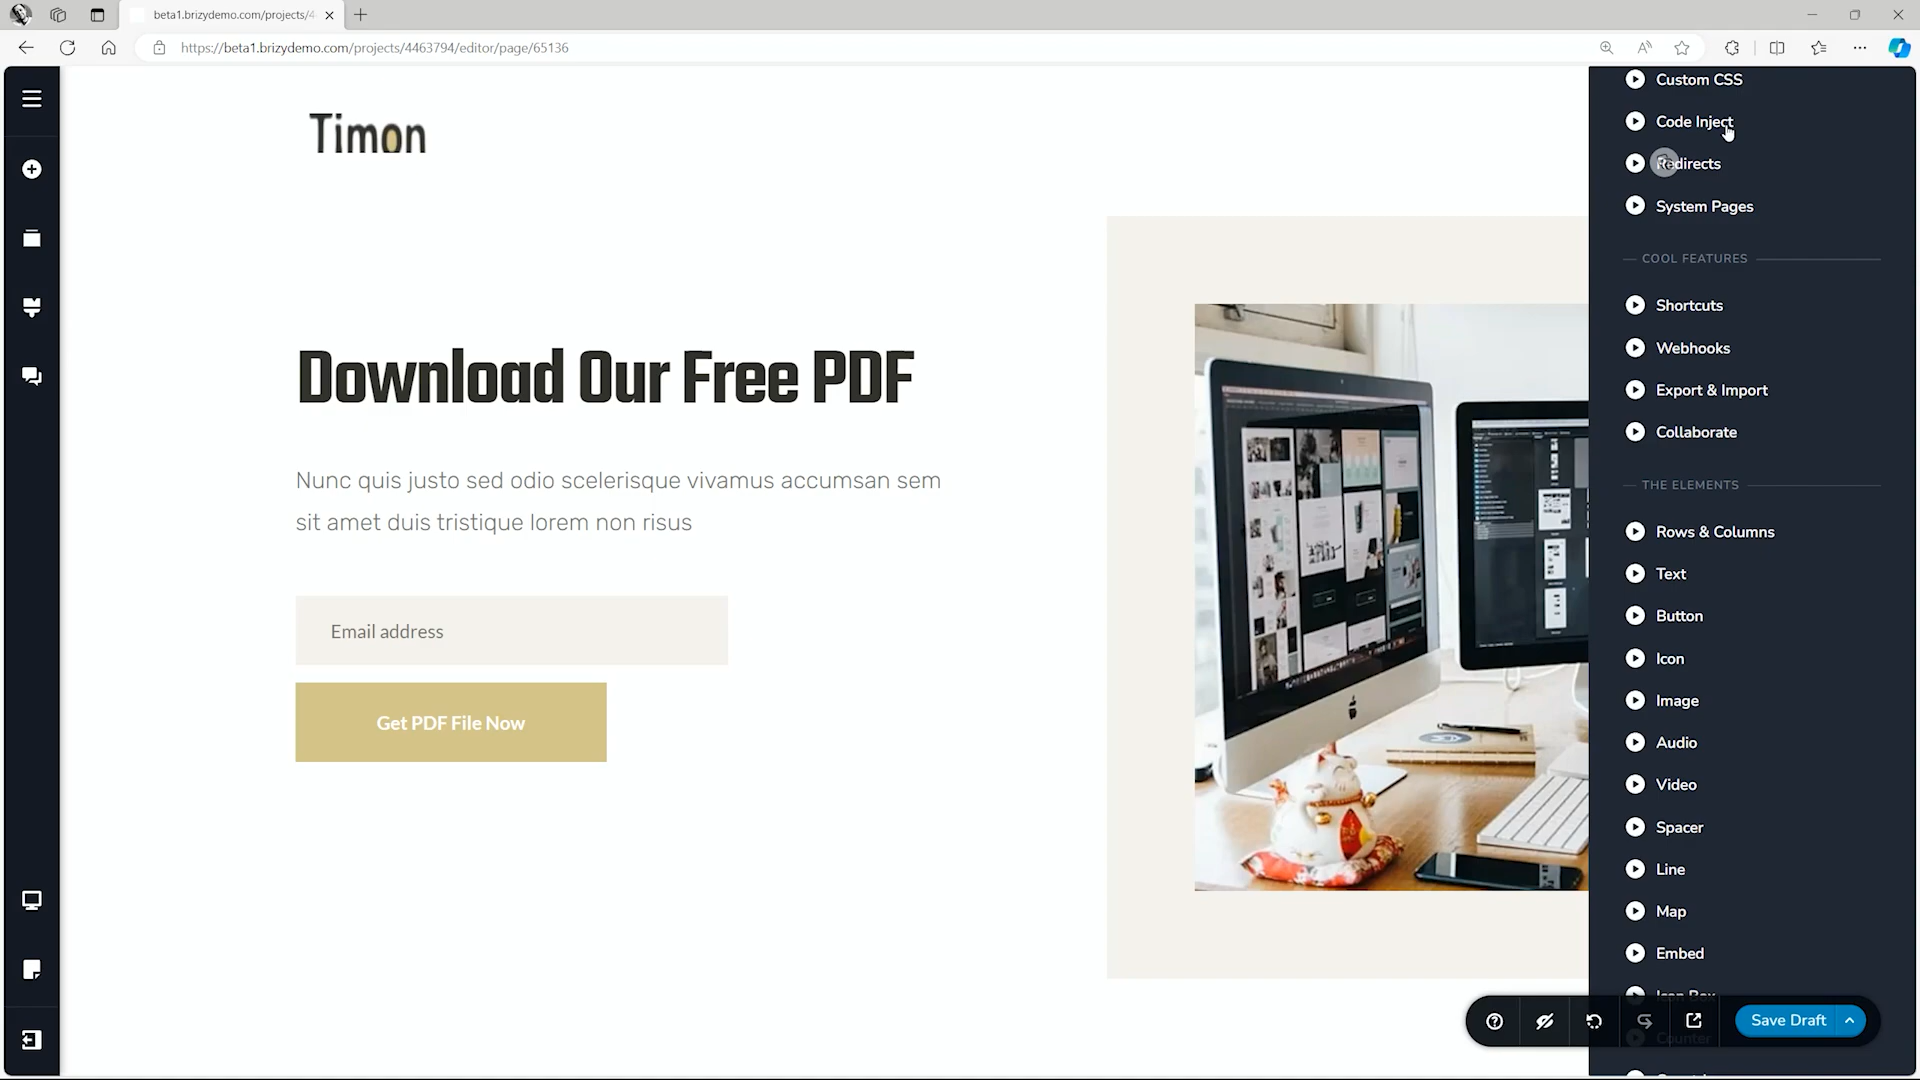 beta1.brizydemo.com/projects/4
https://beta1.brizydemo.com/projects/4463794/editor/page/65136
Timon
Download Our Free PDF
Nunc quis justo sed odio scelerisque vivamus accumsan sem
sit amet duis tristique lorem non risus
Email address
Get PDF File Now
Custom CSS
Code Inject
Redirects
System Pages
COOL FEATURES
Shortcuts
Webhooks
Export & Import
Collaborate
THE ELEMENTS
Rows & Columns
Text
Button
Icon
Image
Audio
Video
Spacer
Line
Map
Embed
Icon Box
Counter
Save Draft